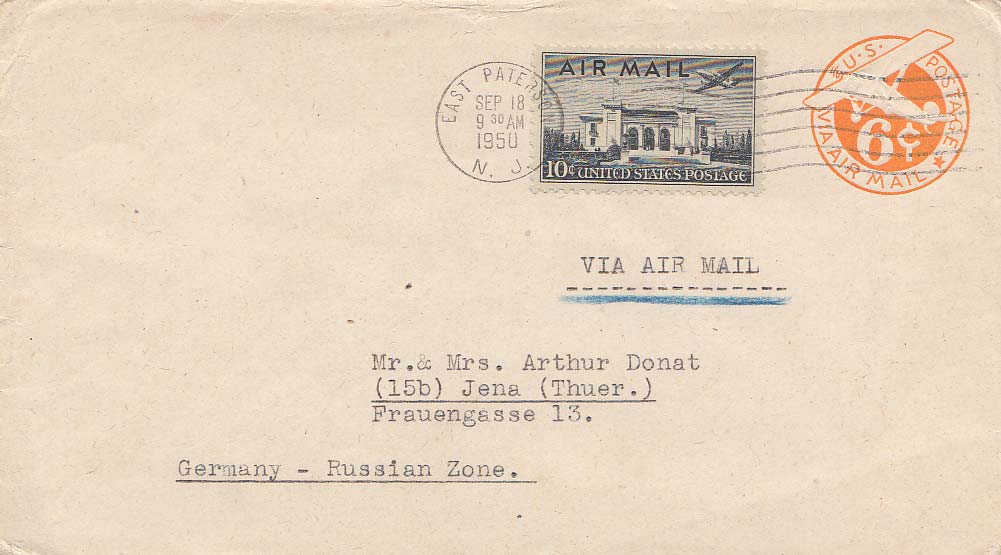 EAST PATERSON
SEP 18
9 30 AM
1950
N. J.
AIR MAIL
10¢ UNITED STATES POSTAGE
U.S. POSTAGE
6¢
VIA AIR MAIL
VIA AIR MAIL
Mr.& Mrs. Arthur Donat
(15b) Jena (Thuer.)
Frauengasse 13.
Germany - Russian Zone.